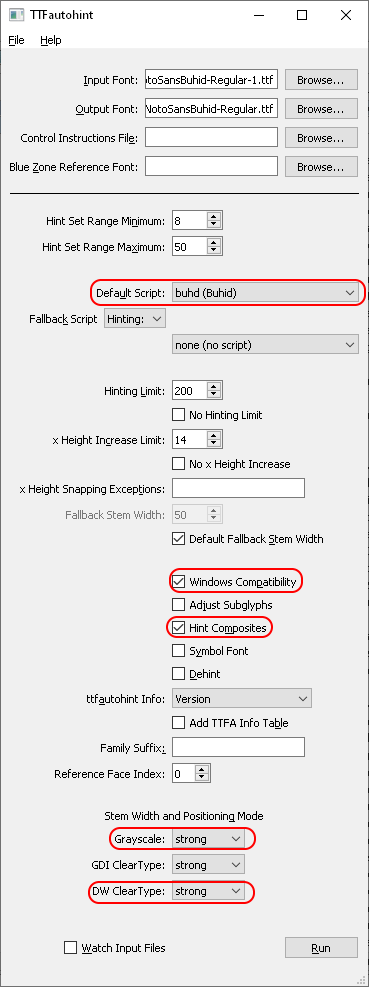 TTFautohint
File Help
Input Font: otoSansBuhid-Regular-1.ttf Browse...
Output Font: NotoSansBuhid-Regular.ttf Browse...
Control Instructions File: Browse...
Blue Zone Reference Font: Browse...
Hint Set Range Minimum: 8
Hint Set Range Maximum: 50
Default Script: buhd (Buhid)
Fallback Script Hinting:
none (no script)
Hinting Limit: 200
No Hinting Limit
x Height Increase Limit: 14
No x Height Increase
x Height Snapping Exceptions:
Fallback Stem Width: 50
Default Fallback Stem Width
Windows Compatibility
Adjust Subglyphs
Hint Composites
Symbol Font
Dehint
ttfautohint Info: Version
Add TTFA Info Table
Family Suffix:
Reference Face Index: 0
Stem Width and Positioning Mode
Grayscale: strong
GDI ClearType: strong
DW ClearType: strong
Watch Input Files Run